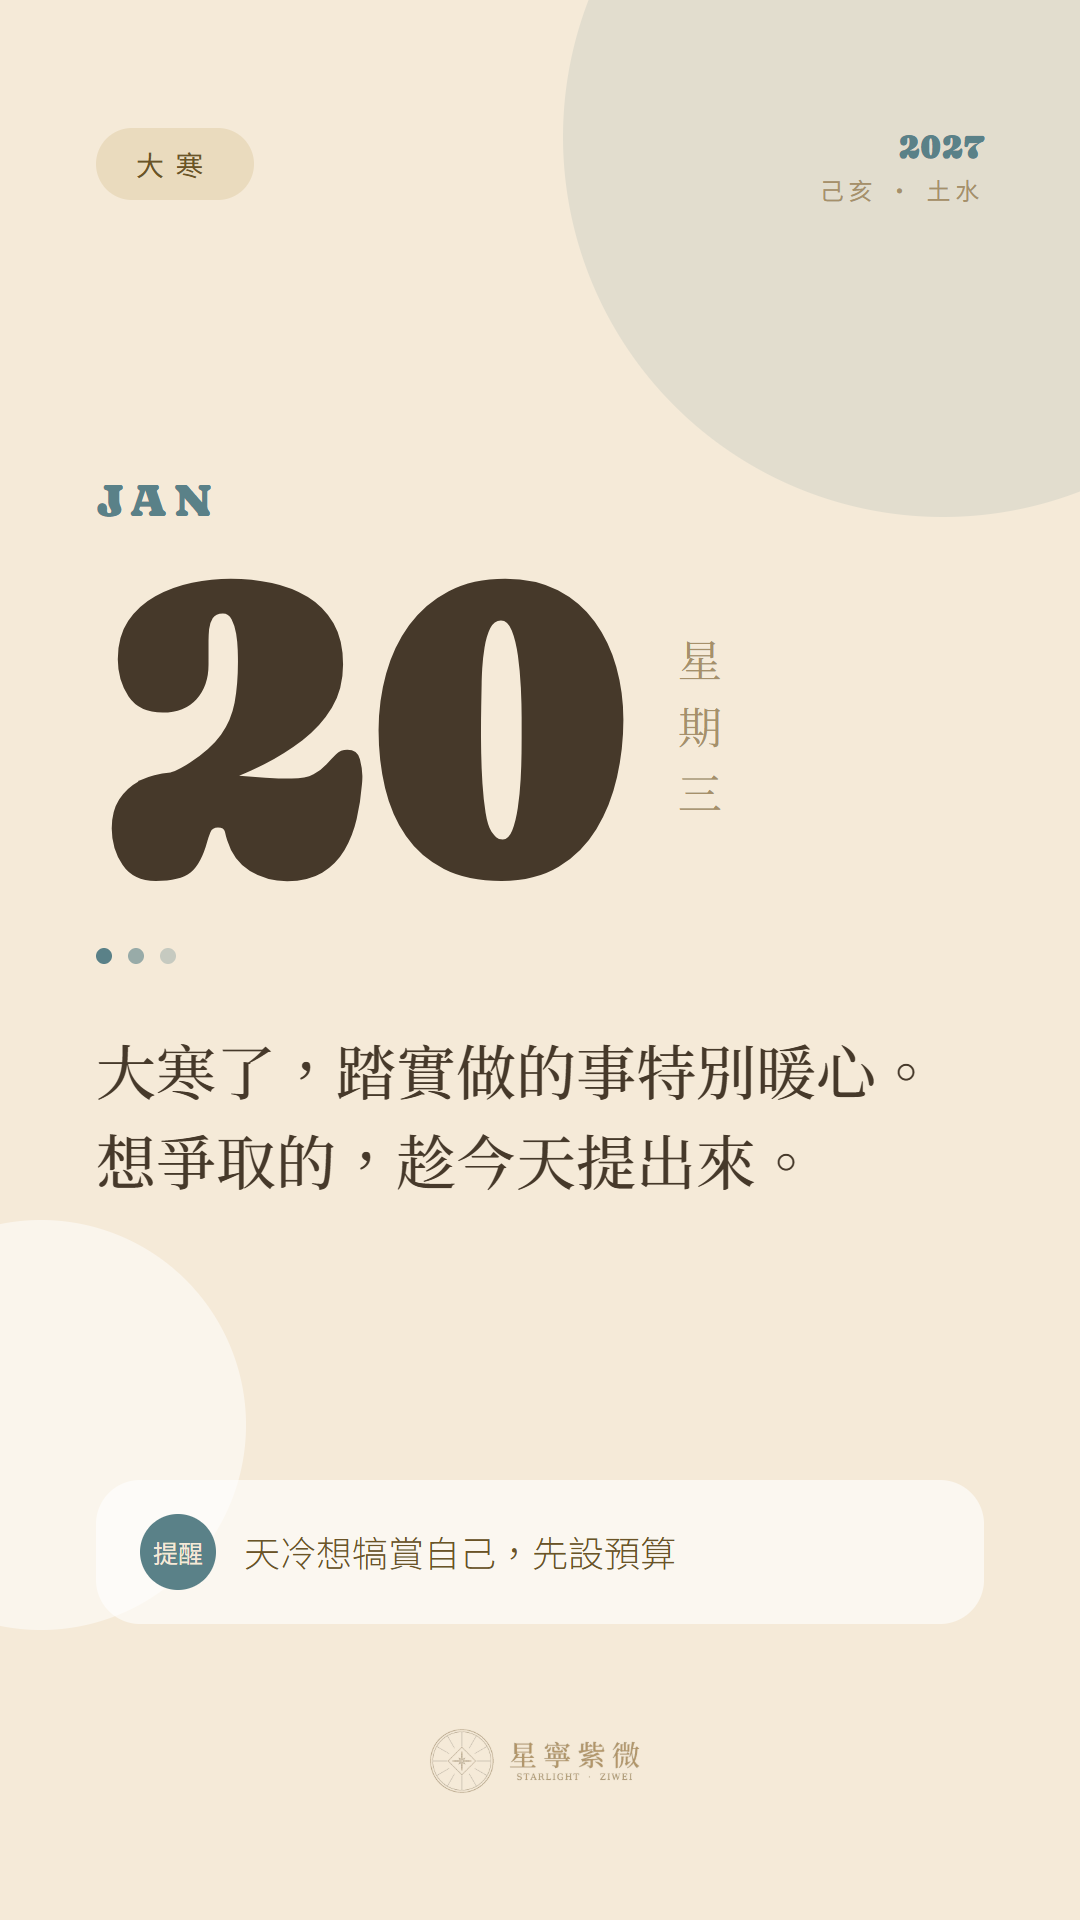 大寒
2027
己亥 · 土水
JAN
20
星期三
大寒了，踏實做的事特別暖心。
想爭取的，趁今天提出來。
提醒
天冷想犒賞自己，先設預算
星寧紫微
STARLIGHT · ZIWEI